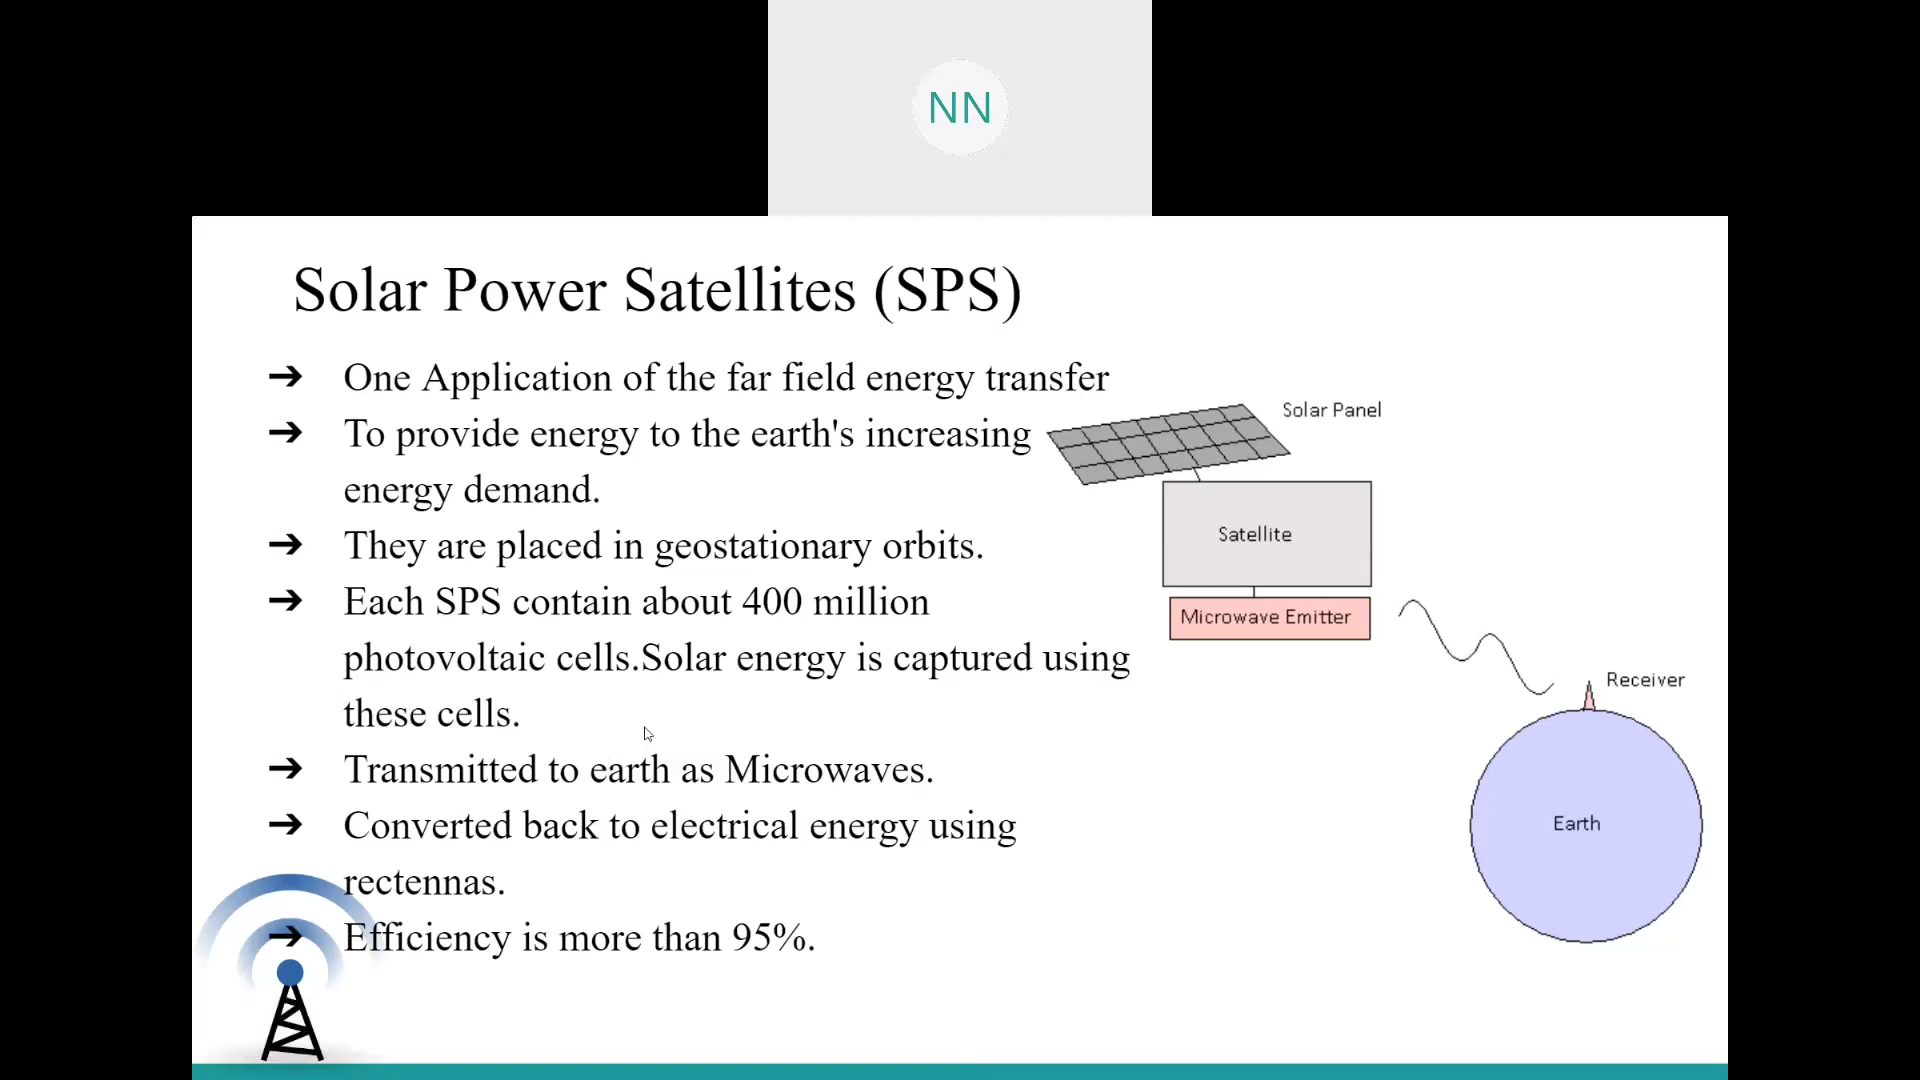 NN
Solar Power Satellites (SPS)
➔ One Application of the far field energy transfer
➔ To provide energy to the earth's increasing
energy demand.
➔ They are placed in geostationary orbits.
➔ Each SPS contain about 400 million
photovoltaic cells.Solar energy is captured using
these cells.
➔ Transmitted to earth as Microwaves.
➔ Converted back to electrical energy using
rectennas.
➔ Efficiency is more than 95%.
Solar Panel
Satellite
Microwave Emitter
Receiver
Earth